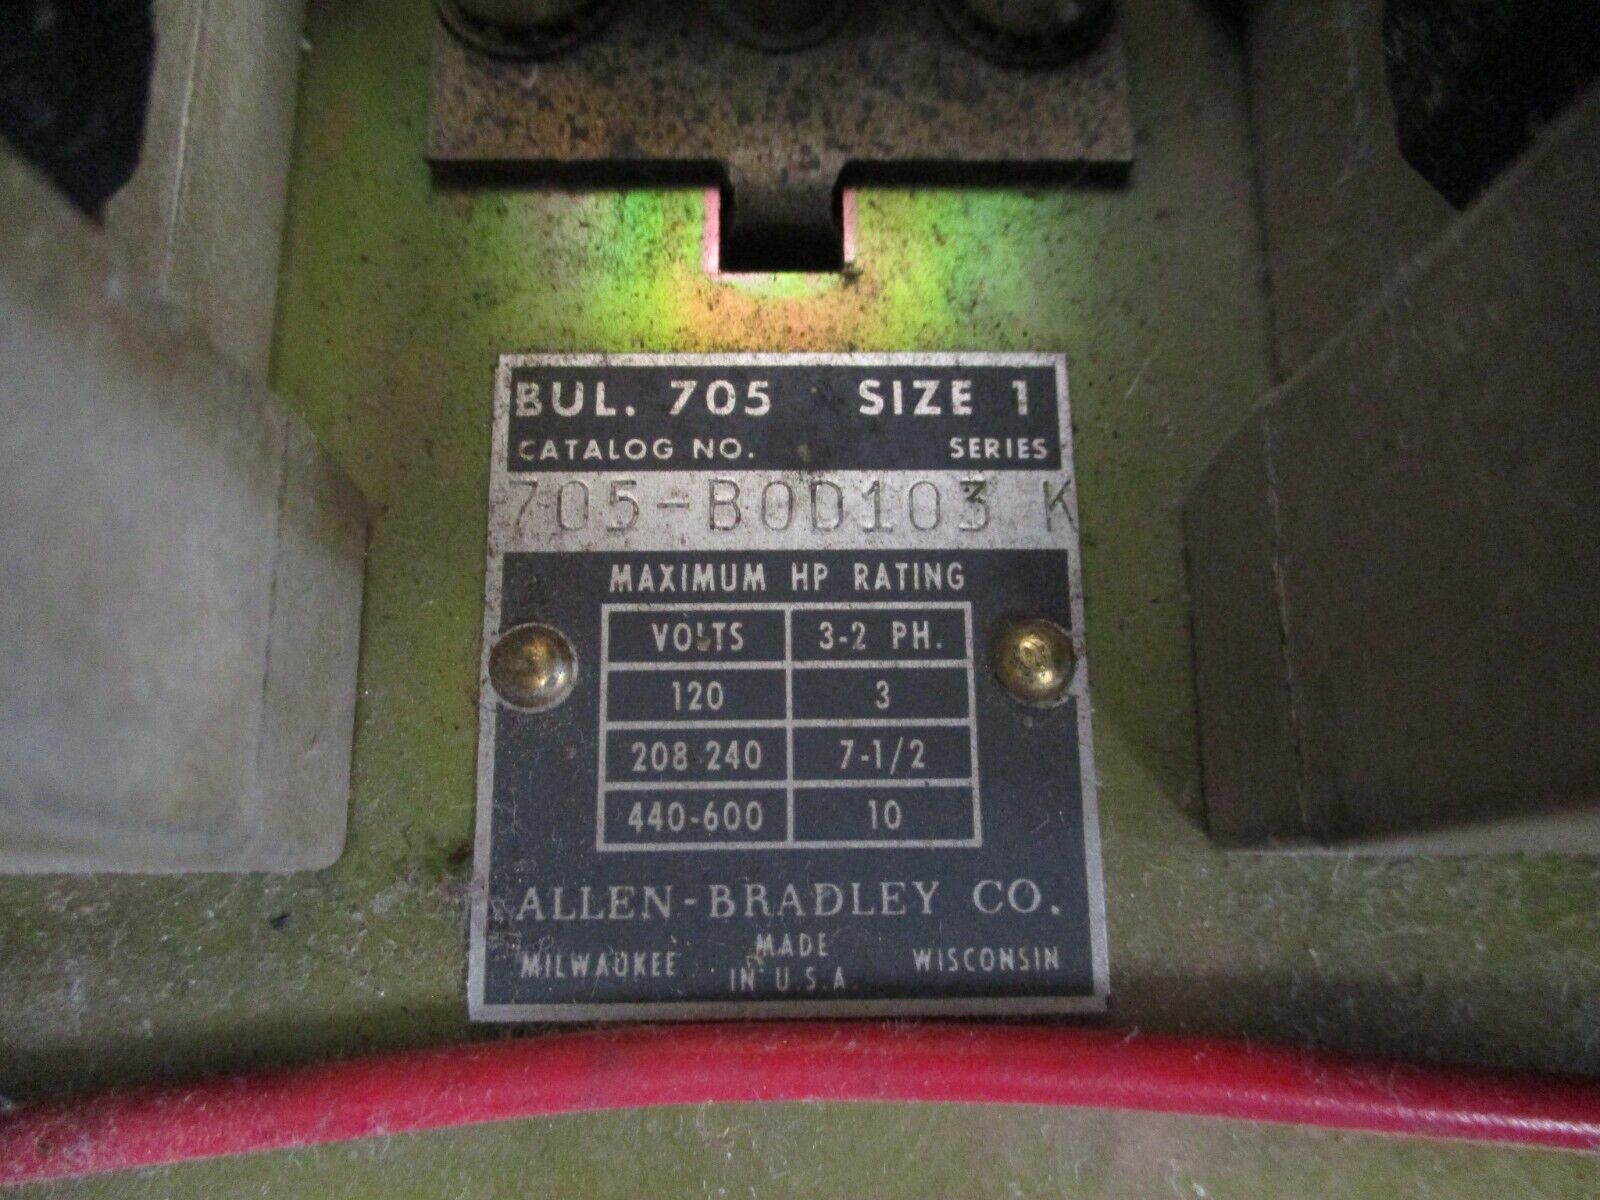 BUL. 705 SIZE 1
CATALOG NO. SERIES
705-BOD103 K
MAXIMUM HP RATING
VOLTS 3-2 PH.
120 3
208-240 7-1/2
440-600 10
ALLEN-BRADLEY CO.
MILWAUKEE MADE IN U.S.A. WISCONSIN